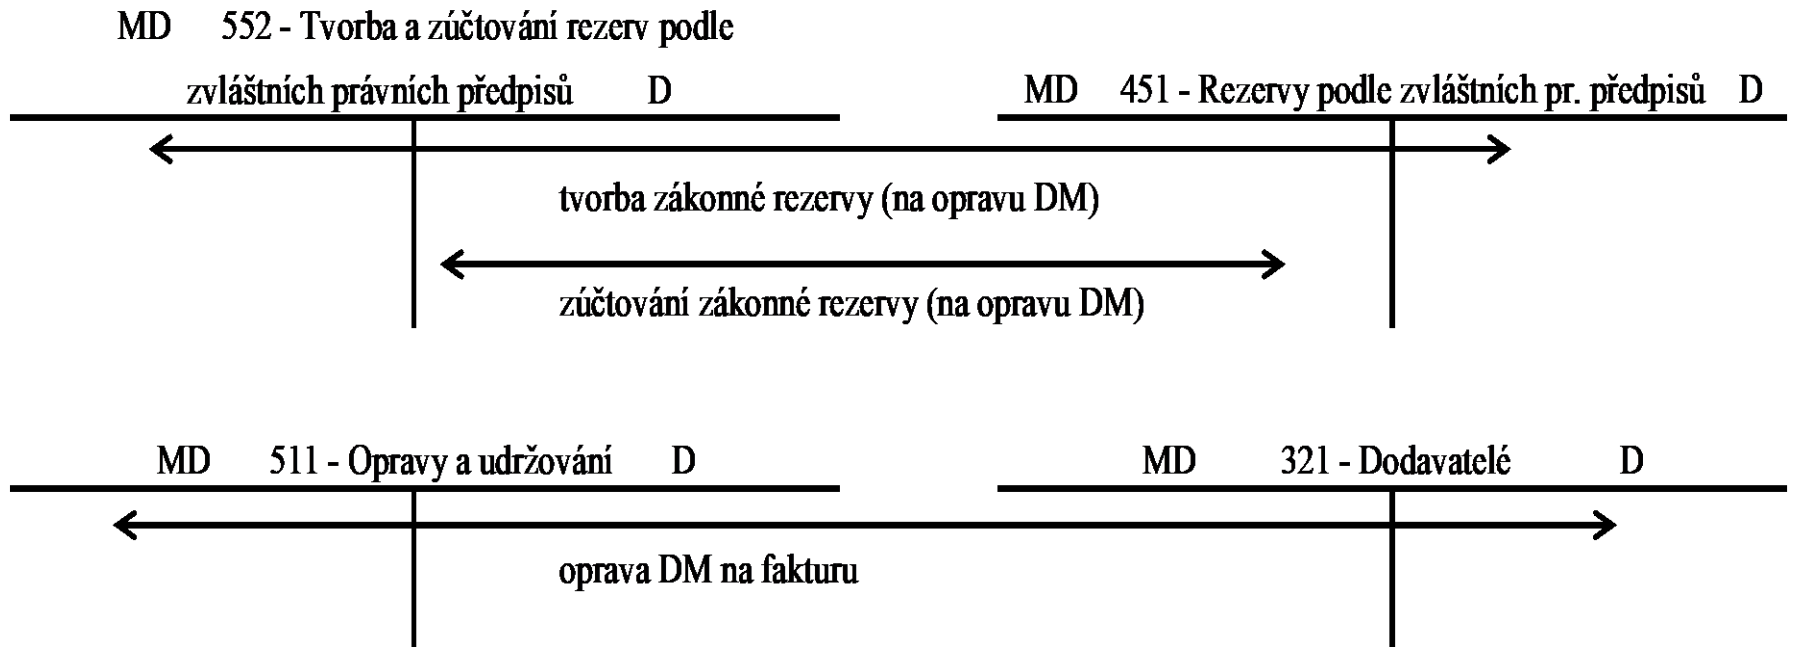 MD 552 - Tvorba a zúčtování rezerv podle
zvláštních právních předpisů D
MD 451 - Rezervy podle zvláštních pr. předpisů D
tvorba zákonné rezervy (na opravu DM)
zúčtování zákonné rezervy (na opravu DM)
MD 511 - Opravy a udržování D
MD 321 - Dodavatelé D
oprava DM na fakturu